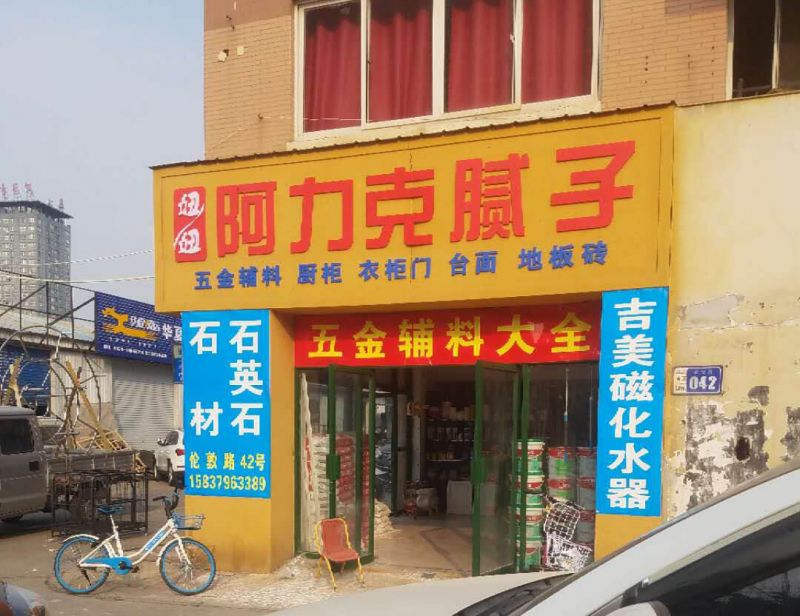 妞妞 阿力克腻子
五金辅料 厨柜 衣柜门 台面 地板砖
五金辅料大全
石英石
石材
伦敦路42号
15837963389
吉美磁化水器
042